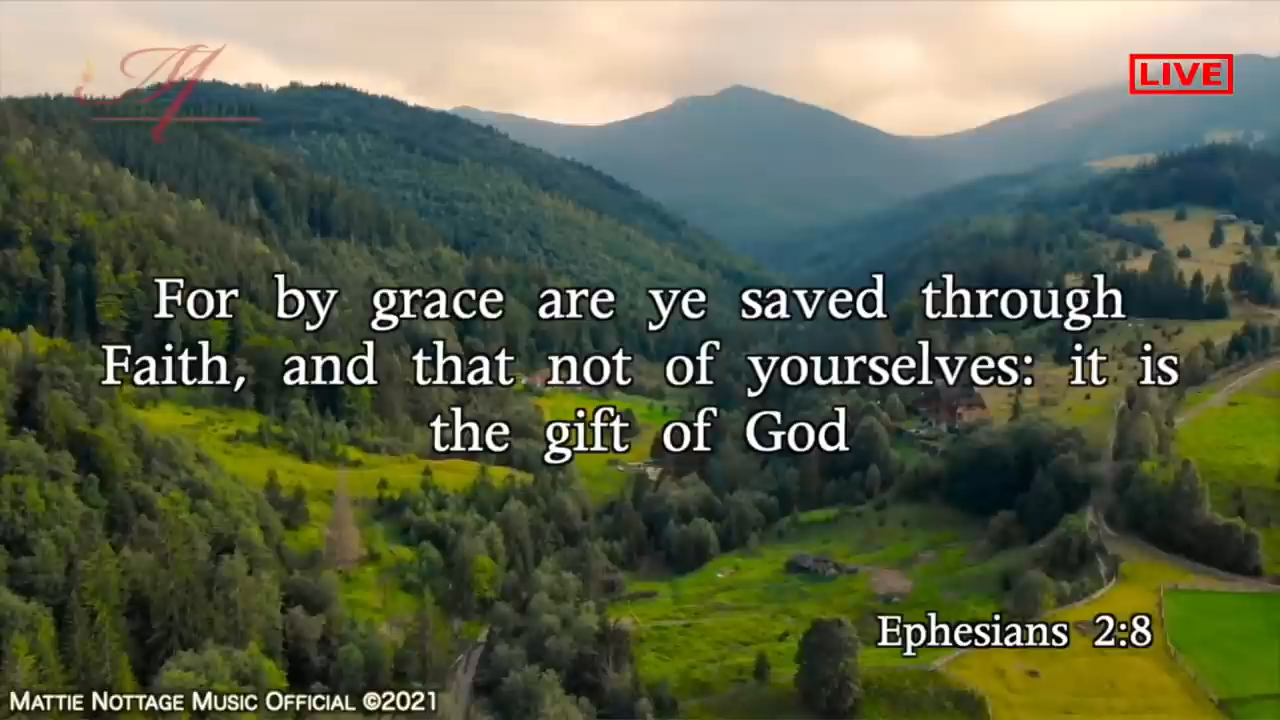 LIVE
For by grace are ye saved through
Faith, and that not of yourselves: it is
the gift of God
Ephesians 2:8
MATTIE NOTTAGE MUSIC OFFICIAL ©2021